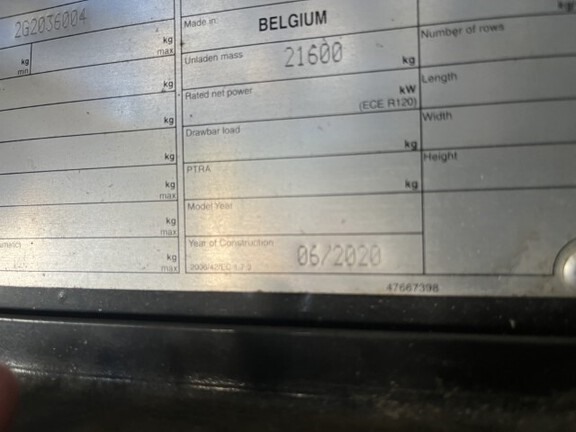 2G2036004
Made in:
BELGIUM
kg
max
kg
min
Unladen mass
21600
kg
Number of rows
kg
Rated net power
kW
(ECE R120)
Length
kg
Drawbar load
kg
Width
kg
PTRA
kg
Height
kg
max
Model Year
kg
max
Year of Construction
06/2020
kg
max
47667398